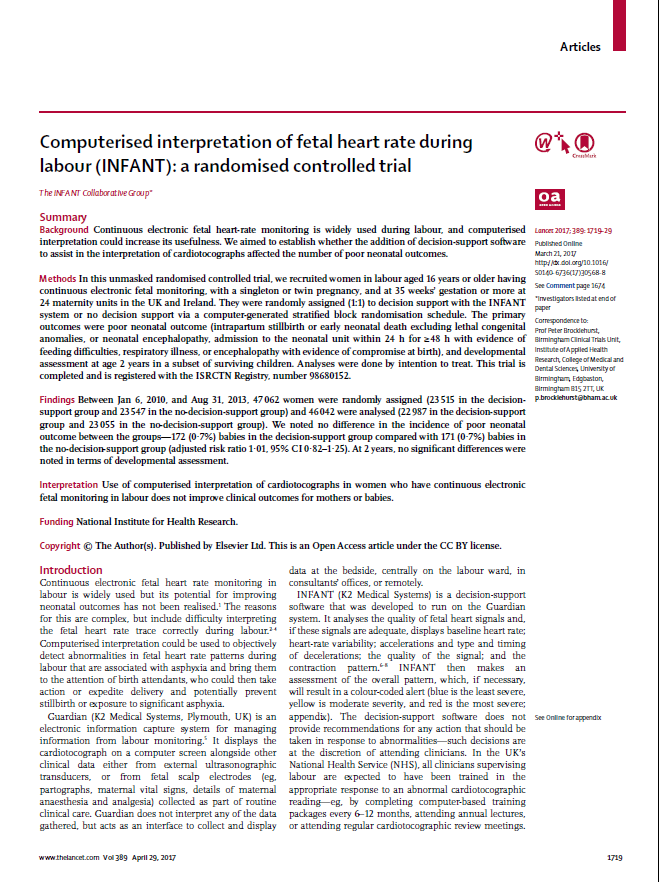 Articles
Computerised interpretation of fetal heart rate during
labour (INFANT): a randomised controlled trial
The INFANT Collaborative Group*
Summary
Background Continuous electronic fetal heart-rate monitoring is widely used during labour, and computerised
interpretation could increase its usefulness. We aimed to establish whether the addition of decision-support software
to assist in the interpretation of cardiotocographs affected the number of poor neonatal outcomes.
Methods In this unmasked randomised controlled trial, we recruited women in labour aged 16 years or older having
continuous electronic fetal monitoring, with a singleton or twin pregnancy, and at 35 weeks' gestation or more at
24 maternity units in the UK and Ireland. They were randomly assigned (1:1) to decision support with the INFANT
system or no decision support via a computer-generated stratified block randomisation schedule. The primary
outcomes were poor neonatal outcome (intrapartum stillbirth or early neonatal death excluding lethal congenital
anomalies, or neonatal encephalopathy, admission to the neonatal unit within 24 h for ≥48 h with evidence of
feeding difficulties, respiratory illness, or encephalopathy with evidence of compromise at birth), and developmental
assessment at age 2 years in a subset of surviving children. Analyses were done by intention to treat. This trial is
completed and is registered with the ISRCTN Registry, number 98680152.
Findings Between Jan 6, 2010, and Aug 31, 2013, 47 062 women were randomly assigned (23 515 in the decision-
support group and 23 547 in the no-decision-support group) and 46 042 were analysed (22 987 in the decision-support
group and 23 055 in the no-decision-support group). We noted no difference in the incidence of poor neonatal
outcome between the groups—172 (0·7%) babies in the decision-support group compared with 171 (0·7%) babies in
the no-decision-support group (adjusted risk ratio 1·01, 95% CI 0·82–1·25). At 2 years, no significant differences were
noted in terms of developmental assessment.
Interpretation Use of computerised interpretation of cardiotocographs in women who have continuous electronic
fetal monitoring in labour does not improve clinical outcomes for mothers or babies.
Funding National Institute for Health Research.
Copyright © The Author(s). Published by Elsevier Ltd. This is an Open Access article under the CC BY license.
Introduction
Continuous electronic fetal heart rate monitoring in
labour is widely used but its potential for improving
neonatal outcomes has not been realised.1 The reasons
for this are complex, but include difficulty interpreting
the fetal heart rate trace correctly during labour.2–4
Computerised interpretation could be used to objectively
detect abnormalities in fetal heart rate patterns during
labour that are associated with asphyxia and bring them
to the attention of birth attendants, who could then take
action or expedite delivery and potentially prevent
stillbirth or exposure to significant asphyxia.
Guardian (K2 Medical Systems, Plymouth, UK) is an
electronic information capture system for managing
information from labour monitoring.5 It displays the
cardiotocograph on a computer screen alongside other
clinical data either from external ultrasonographic
transducers, or from fetal scalp electrodes (eg,
partographs, maternal vital signs, details of maternal
anaesthesia and analgesia) collected as part of routine
clinical care. Guardian does not interpret any of the data
gathered, but acts as an interface to collect and display
data at the bedside, centrally on the labour ward, in
consultants' offices, or remotely.
INFANT (K2 Medical Systems) is a decision-support
software that was developed to run on the Guardian
system. It analyses the quality of fetal heart signals and,
if these signals are adequate, displays baseline heart rate;
heart-rate variability; accelerations and type and timing
of decelerations; the quality of the signal; and the
contraction pattern.6–8 INFANT then makes an
assessment of the overall pattern, which, if necessary,
will result in a colour-coded alert (blue is the least severe,
yellow is moderate severity, and red is the most severe;
appendix). The decision-support software does not
provide recommendations for any action that should be
taken in response to abnormalities—such decisions are
at the discretion of attending clinicians. In the UK's
National Health Service (NHS), all clinicians supervising
labour are expected to have been trained in the
appropriate response to an abnormal cardiotocographic
reading—eg, by completing computer-based training
packages every 6–12 months, attending annual lectures,
or attending regular cardiotocographic review meetings.
W
CrossMark
oa
OPEN ACCESS
Lancet 2017; 389: 1719–29
Published Online
March 21, 2017
http://dx.doi.org/10.1016/
S0140-6736(17)30568-8
See Comment page 1674
*Investigators listed at end of
paper
Correspondence to:
Prof Peter Brocklehurst,
Birmingham Clinical Trials Unit,
Institute of Applied Health
Research, College of Medical and
Dental Sciences, University of
Birmingham, Edgbaston,
Birmingham B15 2TT, UK
p.brocklehurst@bham.ac.uk
See Online for appendix
www.thelancet.com Vol 389 April 29, 2017
1719